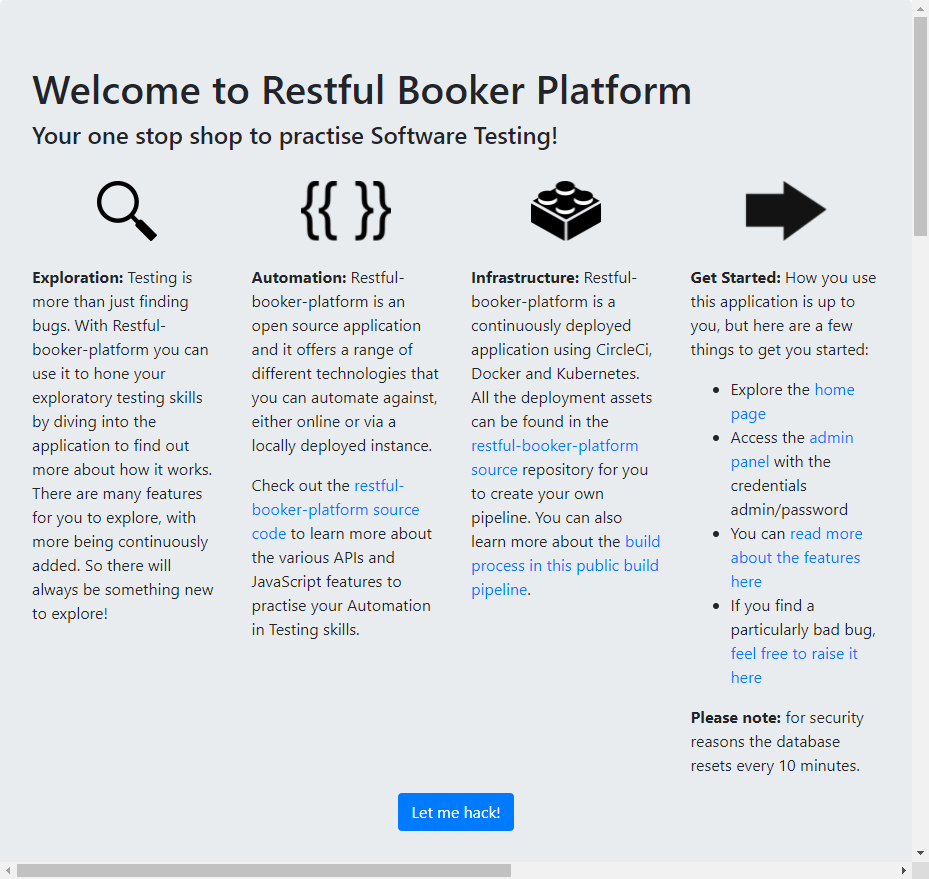 Welcome to Restful Booker Platform
Your one stop shop to practise Software Testing!
{{ }}
Exploration: Testing is
more than just finding
bugs. With Restful-
booker-platform you can
use it to hone your
exploratory testing skills
by diving into the
application to find out
more about how it works.
There are many features
for you to explore, with
more being continuously
added. So there will
always be something new
to explore!
Automation: Restful-
booker-platform is an
open source application
and it offers a range of
different technologies that
you can automate against,
either online or via a
locally deployed instance.
Check out the restful-
booker-platform source
code to learn more about
the various APIs and
JavaScript features to
practise your Automation
in Testing skills.
Infrastructure: Restful-
booker-platform is a
continuously deployed
application using CircleCi,
Docker and Kubernetes.
All the deployment assets
can be found in the
restful-booker-platform
source repository for you
to create your own
pipeline. You can also
learn more about the build
process in this public build
pipeline.
Get Started: How you use
this application is up to
you, but here are a few
things to get you started:
• Explore the home
page
• Access the admin
panel with the
credentials
admin/password
• You can read more
about the features
here
• If you find a
particularly bad bug,
feel free to raise it
here
Please note: for security
reasons the database
resets every 10 minutes.
Let me hack!